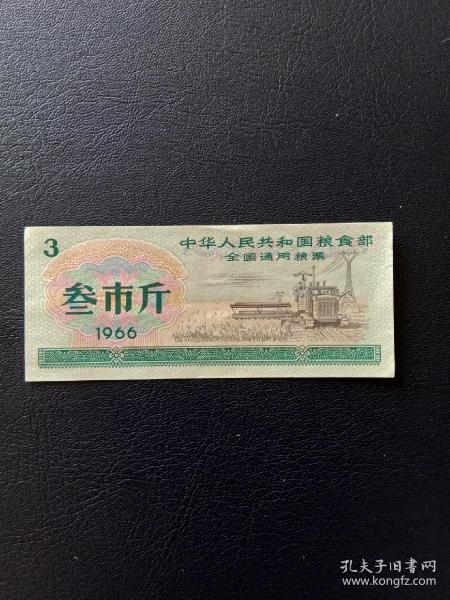 3
中华人民共和国粮食部
全国通用粮票
叁市斤
1966
孔夫子旧书网
www.kongfz.com